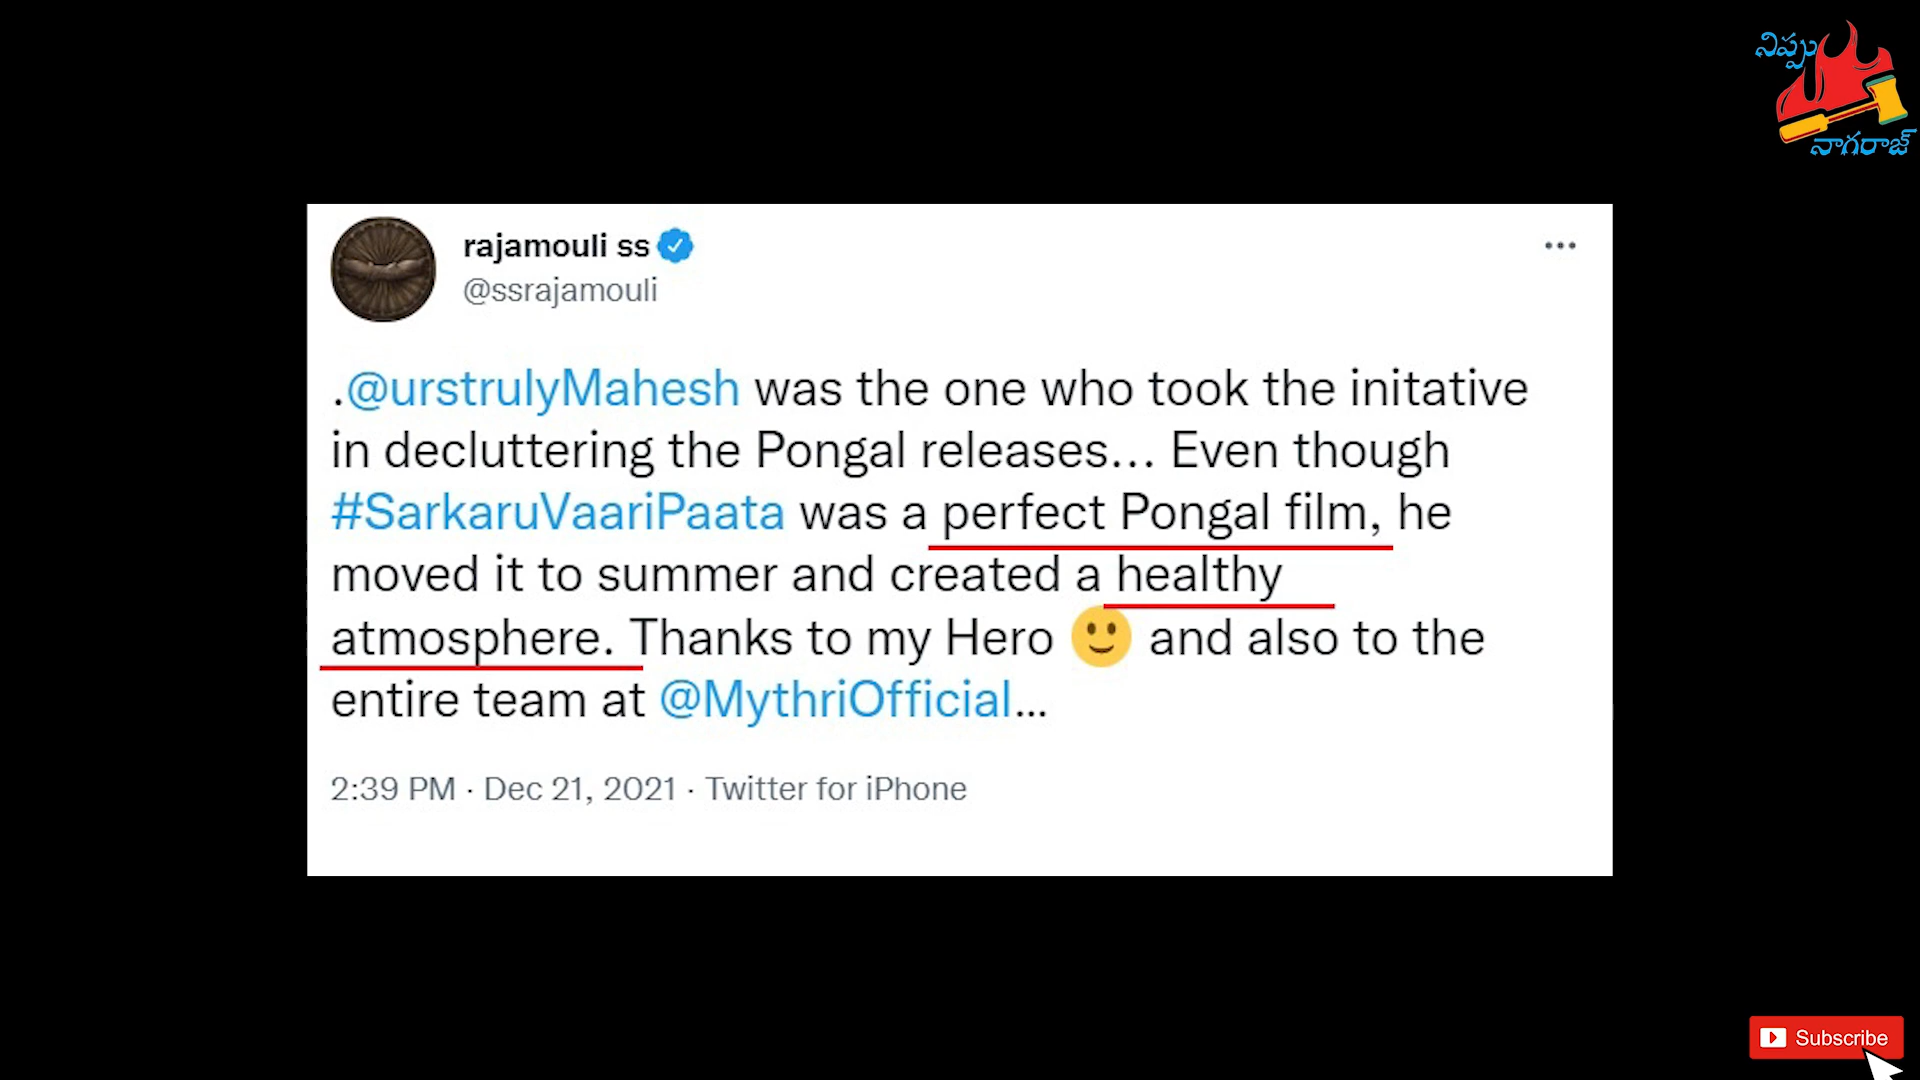 నిప్పు
నాగరాజ్
rajamouli ss
@ssrajamouli
.@urstrulyMahesh was the one who took the initative
in decluttering the Pongal releases... Even though
#SarkaruVaariPaata was a perfect Pongal film, he
moved it to summer and created a healthy
atmosphere. Thanks to my Hero 🙂 and also to the
entire team at @MythriOfficial...
2:39 PM · Dec 21, 2021 · Twitter for iPhone
Subscribe